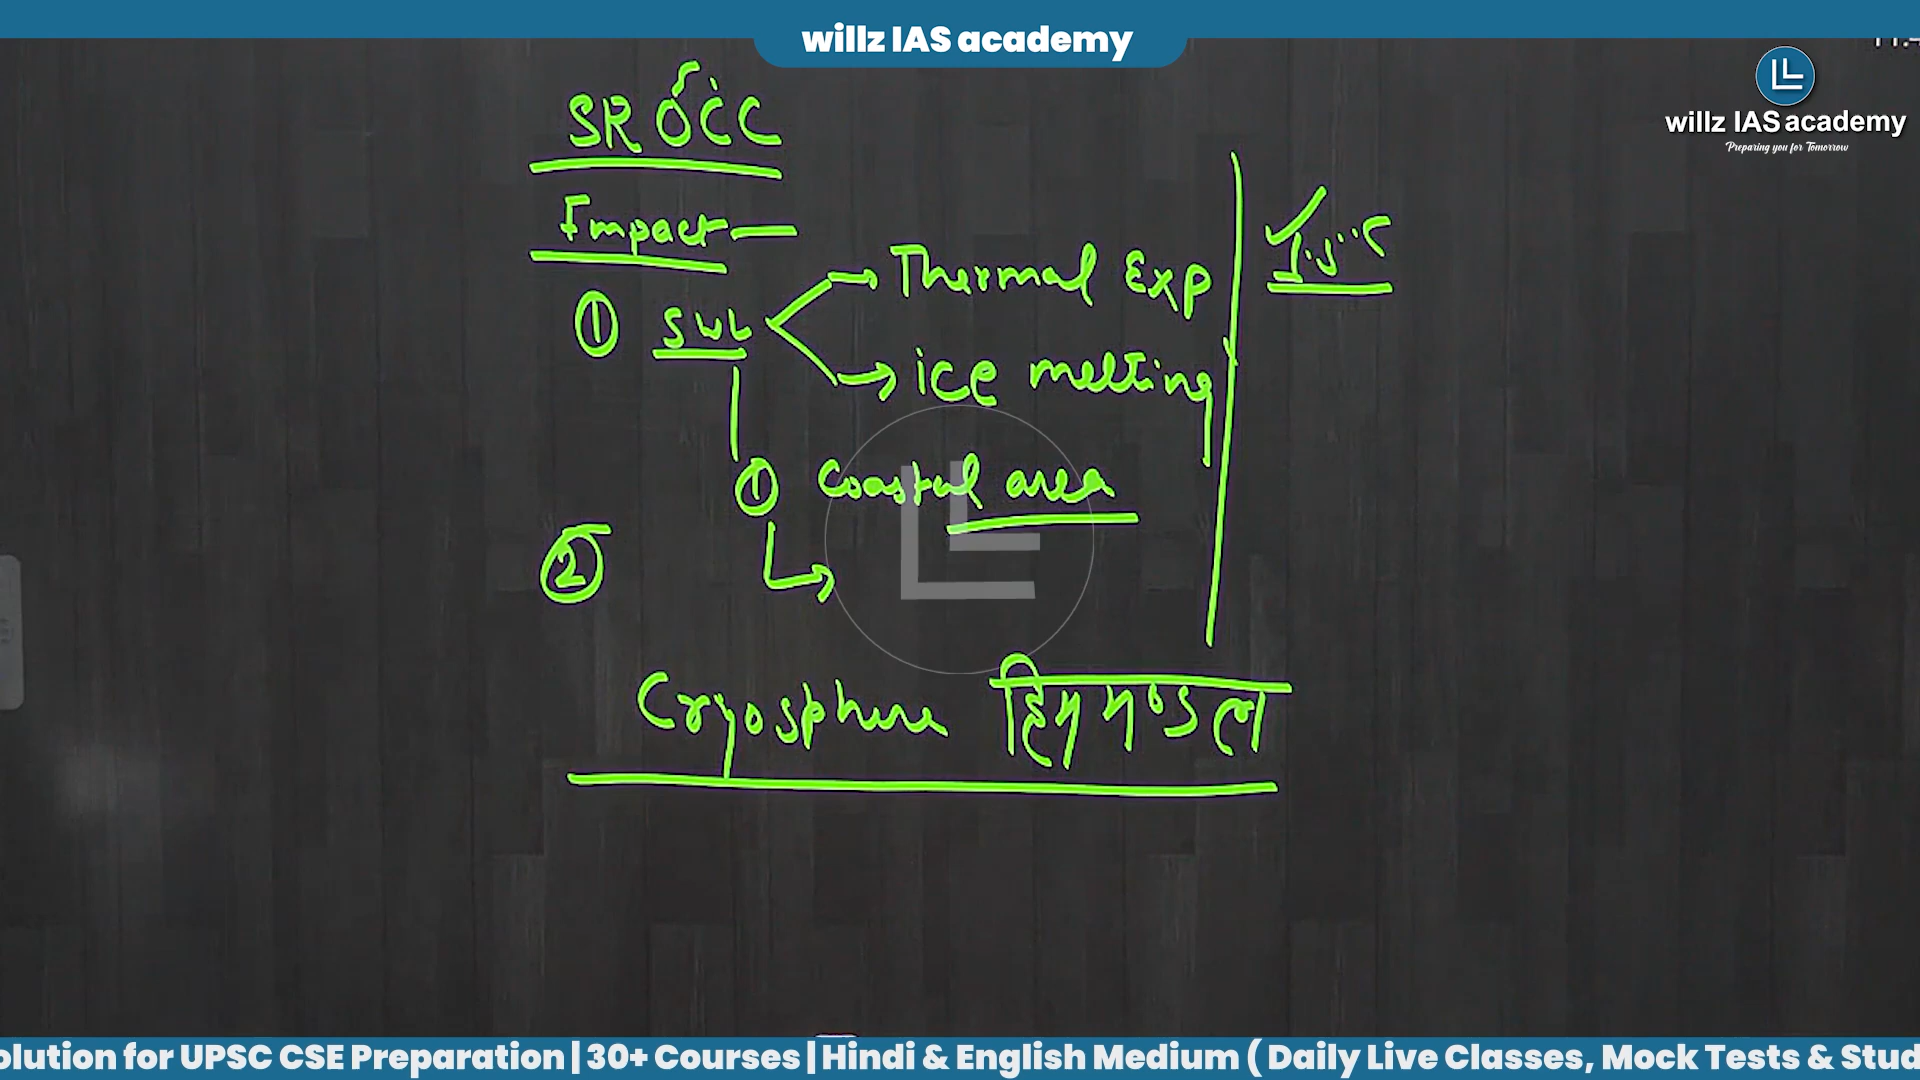 willz IAS academy
willz IAS academy
Preparing you for Tomorrow
SROCC
Impact
① SWL
→ Thermal Exp
→ ice melting
① Coastal area
②
Cryosphere हिममण्डल
olution for UPSC CSE Preparation | 30+ Courses | Hindi & English Medium ( Daily Live Classes, Mock Tests & Stud